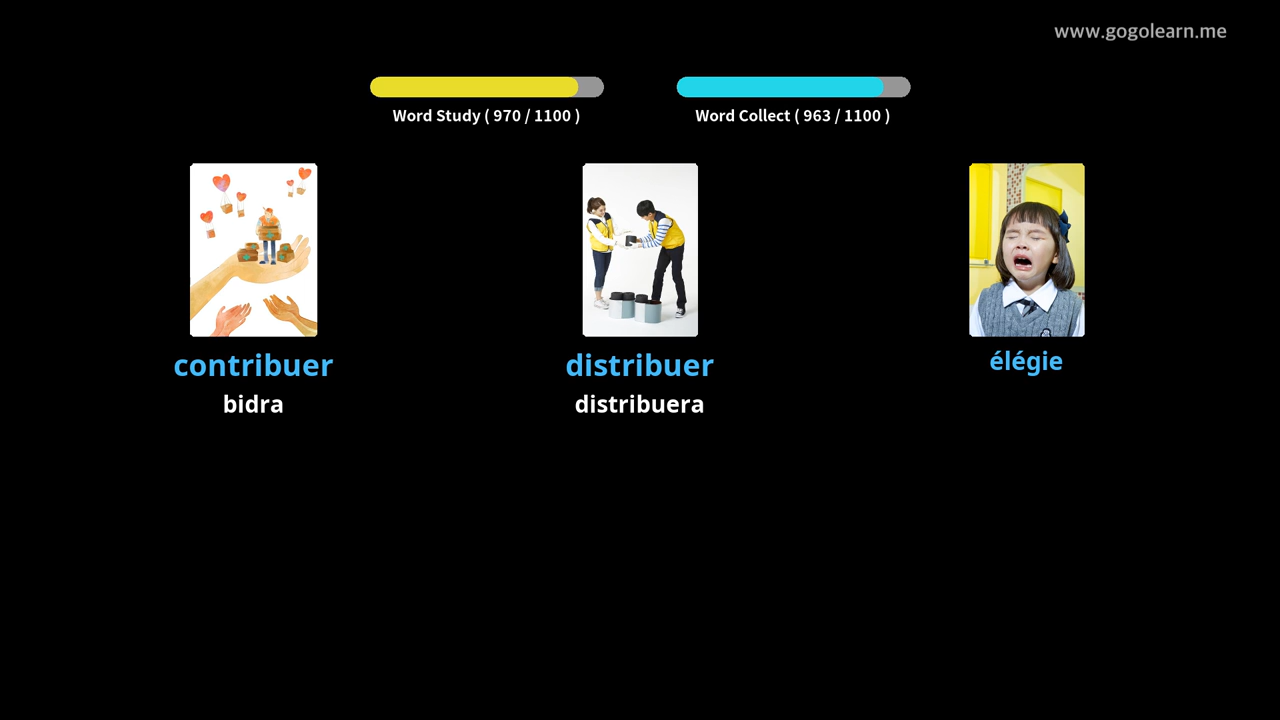 www.gogolearn.me
Word Study ( 970 / 1100 )
Word Collect ( 963 / 1100 )
contribuer
bidra
distribuer
distribuera
élégie